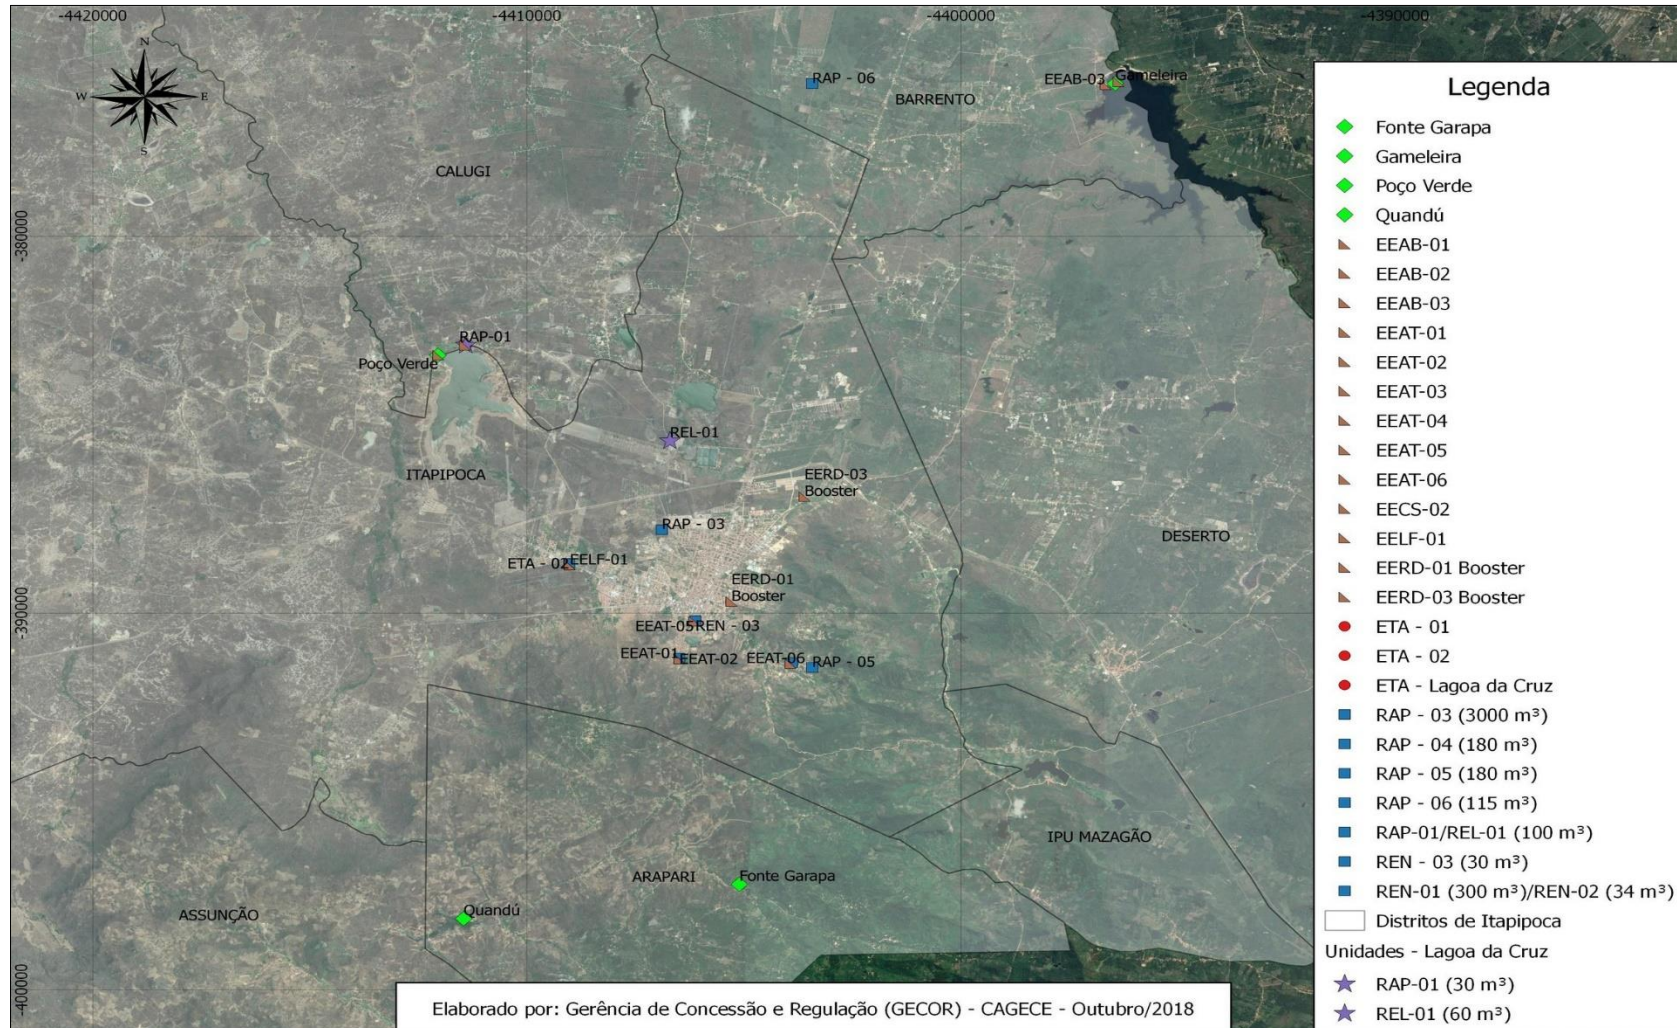 -4420000
-4410000
-4400000
-4390000
N
W
E
S
RAP - 06
EEAB-03
Gameleira
BARRENTO
CALUGI
-380000
RAP-01
Poço Verde
REL-01
ITAPIPOCA
EERD-03
Booster
RAP - 03
DESERTO
ETA - 02
EELF-01
EERD-01
Booster
-390000
EEAT-05
REN - 03
EEAT-01
EEAT-02
EEAT-06
RAP - 05
IPU MAZAGÃO
ARAPARI
Fonte Garapa
ASSUNÇÃO
Quandú
-400000
Elaborado por: Gerência de Concessão e Regulação (GECOR) - CAGECE - Outubro/2018
Legenda
Fonte Garapa
Gameleira
Poço Verde
Quandú
EEAB-01
EEAB-02
EEAB-03
EEAT-01
EEAT-02
EEAT-03
EEAT-04
EEAT-05
EEAT-06
EECS-02
EELF-01
EERD-01 Booster
EERD-03 Booster
ETA - 01
ETA - 02
ETA - Lagoa da Cruz
RAP - 03 (3000 m³)
RAP - 04 (180 m³)
RAP - 05 (180 m³)
RAP - 06 (115 m³)
RAP-01/REL-01 (100 m³)
REN - 03 (30 m³)
REN-01 (300 m³)/REN-02 (34 m³)
Distritos de Itapipoca
Unidades - Lagoa da Cruz
RAP-01 (30 m³)
REL-01 (60 m³)